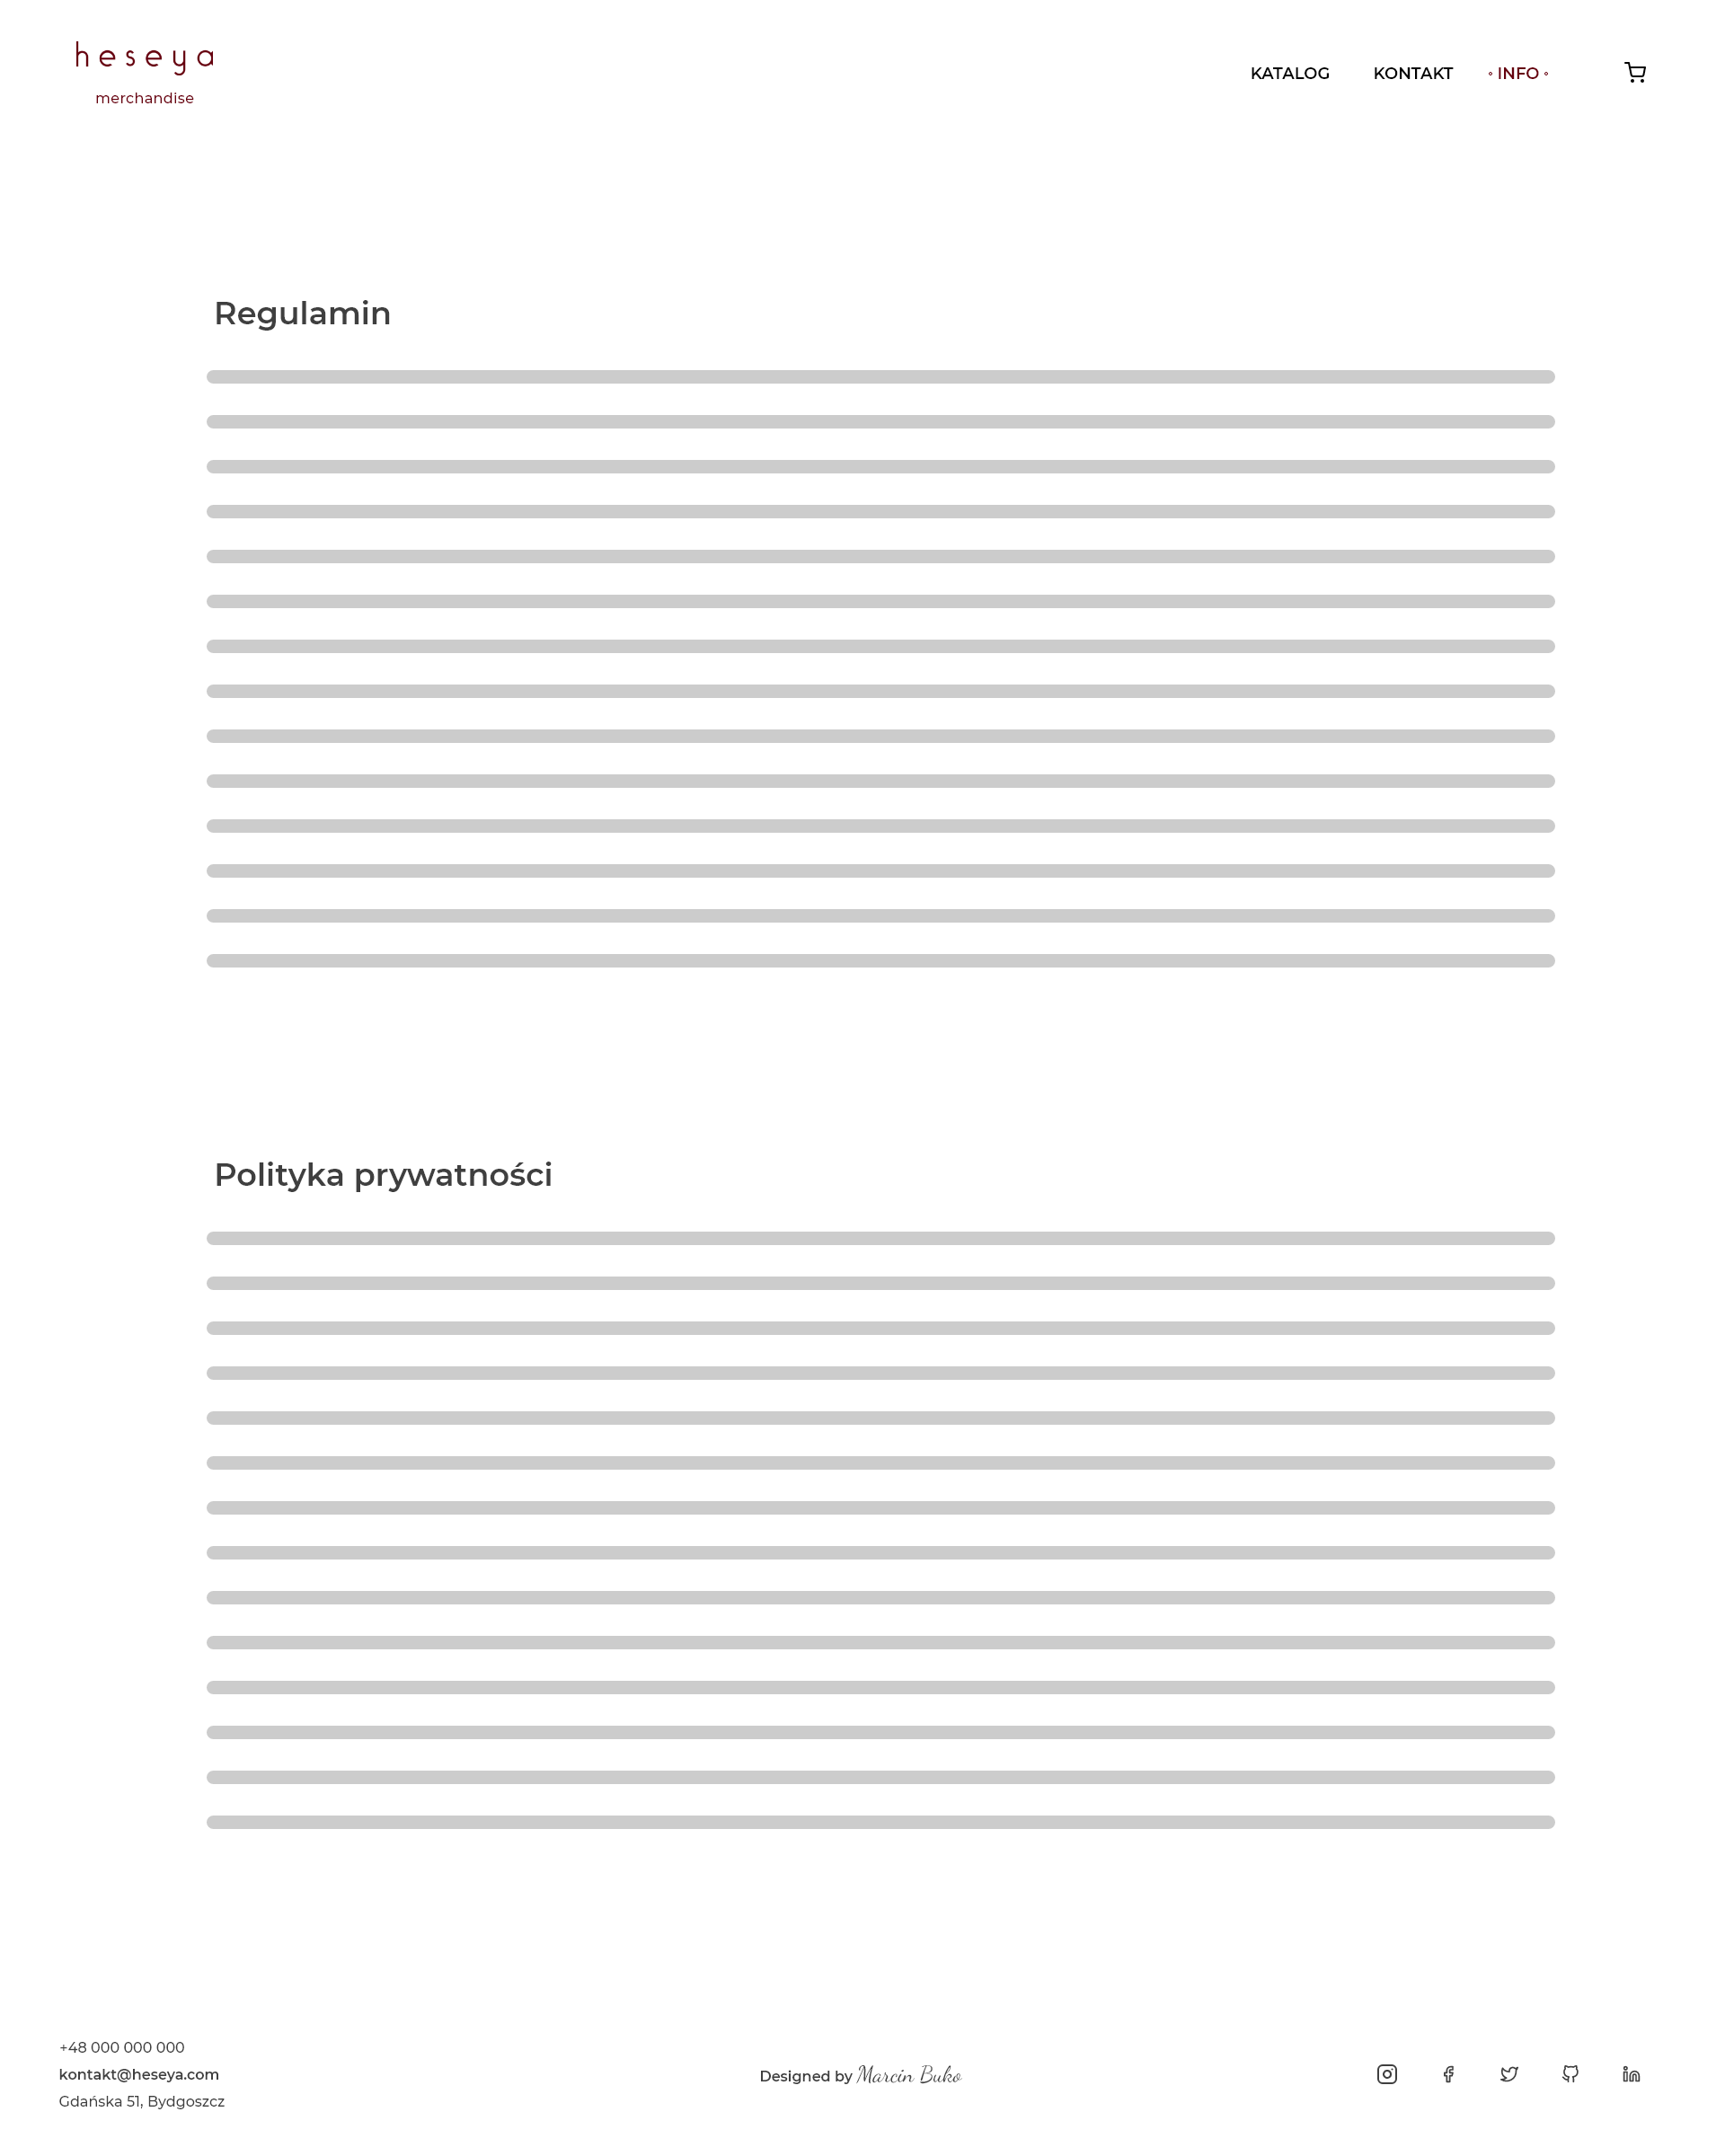 heseya
merchandise
KATALOG KONTAKT ∘ INFO ∘
Regulamin
Polityka prywatności
+48 000 000 000
kontakt@heseya.com
Gdańska 51, Bydgoszcz
Designed by Marcin Buko